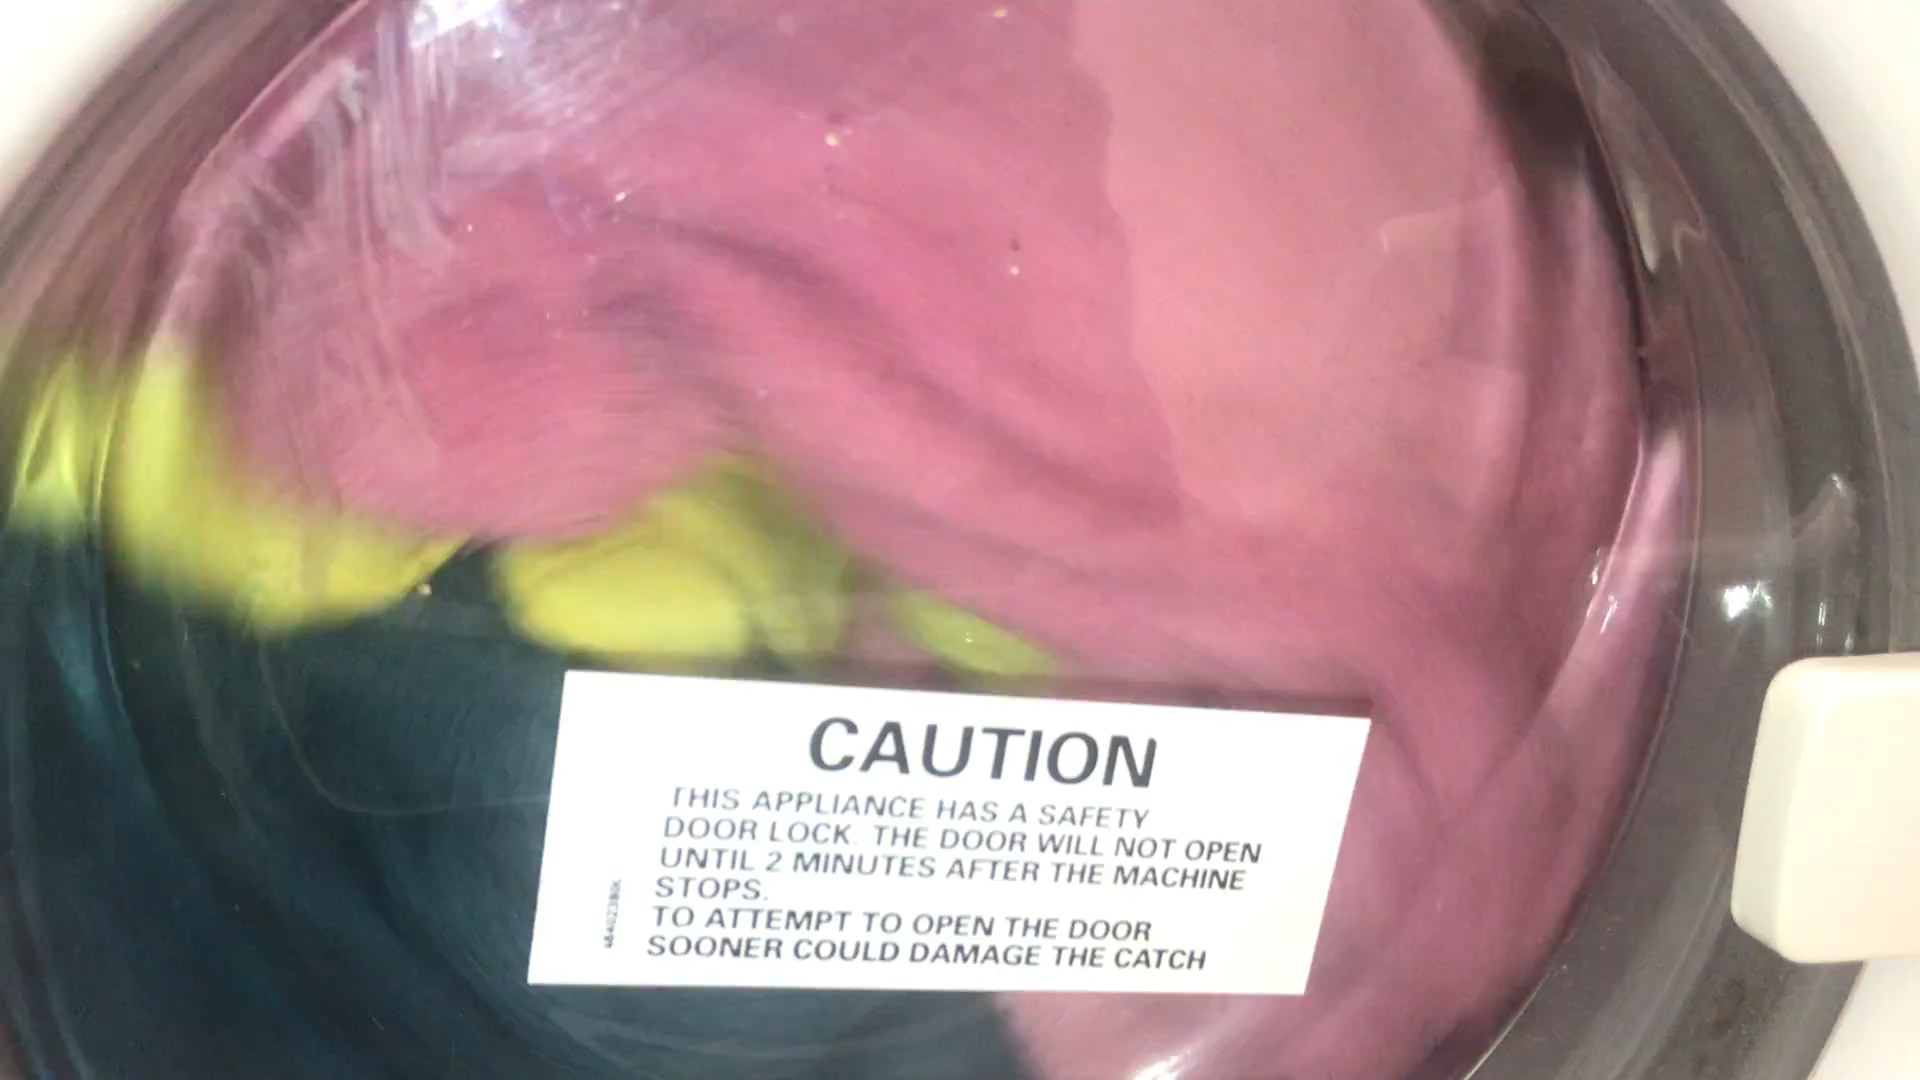 CAUTION
THIS APPLIANCE HAS A SAFETY
DOOR LOCK. THE DOOR WILL NOT OPEN
UNTIL 2 MINUTES AFTER THE MACHINE
STOPS.
TO ATTEMPT TO OPEN THE DOOR
SOONER COULD DAMAGE THE CATCH